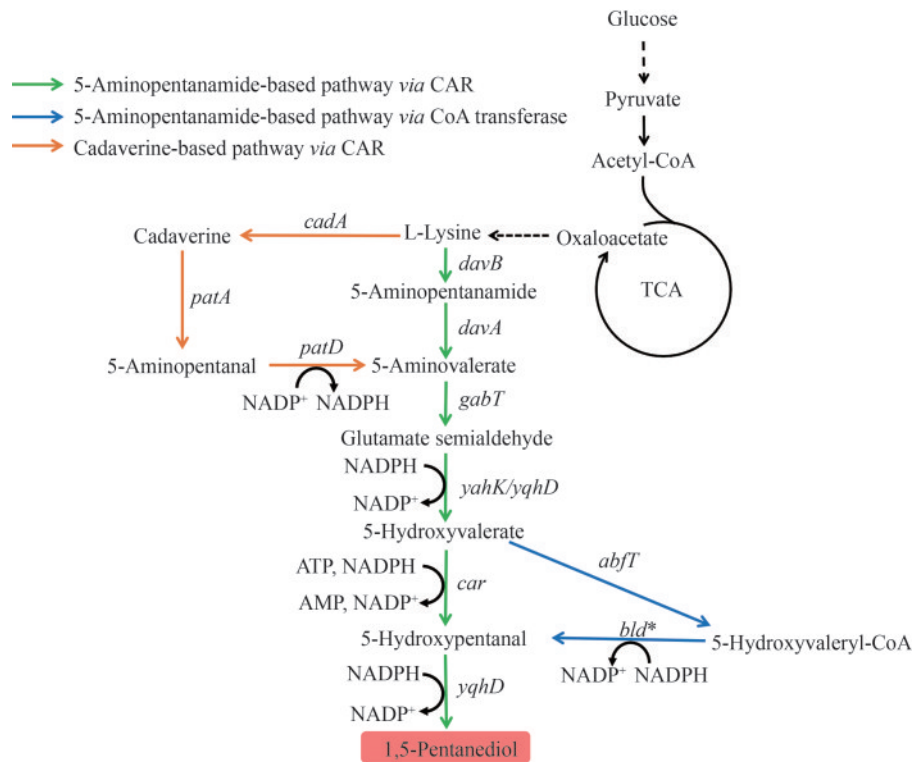 Glucose
5-Aminopentanamide-based pathway via CAR
5-Aminopentanamide-based pathway via CoA transferase
Cadaverine-based pathway via CAR
Pyruvate
Acetyl-CoA
Cadaverine
cadA
L-Lysine
Oxaloacetate
TCA
davB
5-Aminopentanamide
patA
davA
5-Aminopentanal
patD
5-Aminovalerate
NADP⁺ NADPH
gabT
Glutamate semialdehyde
NADPH
yahK/yqhD
NADP⁺
5-Hydroxyvalerate
ATP, NADPH
car
AMP, NADP⁺
abfT
5-Hydroxypentanal
bld*
5-Hydroxyvaleryl-CoA
NADP⁺ NADPH
NADPH
yqhD
NADP⁺
1,5-Pentanediol